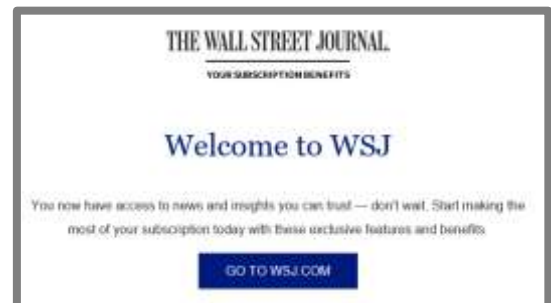 THE WALL STREET JOURNAL.
YOUR SUBSCRIPTION BENEFITS
Welcome to WSJ
You now have access to news and insights you can trust — don't wait. Start making the
most of your subscription today with these exclusive features and benefits
GO TO WSJ.COM